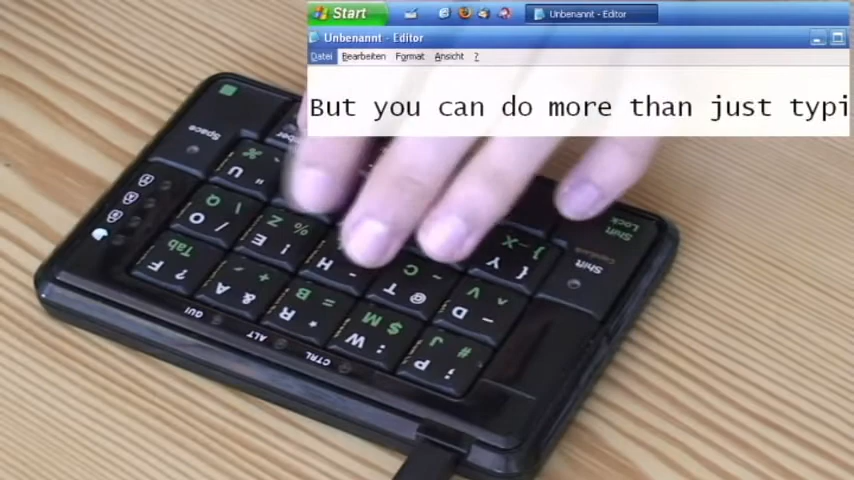 Start
Unbenannt - Editor
Unbenannt - Editor
Datei Bearbeiten Format Ansicht ?
But you can do more than just typi
Space
Shift Lock
Shift
U "
Q \ O /
Z % E !
H -
X } Y {
Tab F ?
+ A &
B = R *
M $ W :
C ~ T @
V ^ D _
J # P ;
GUI
ALT
CTRL